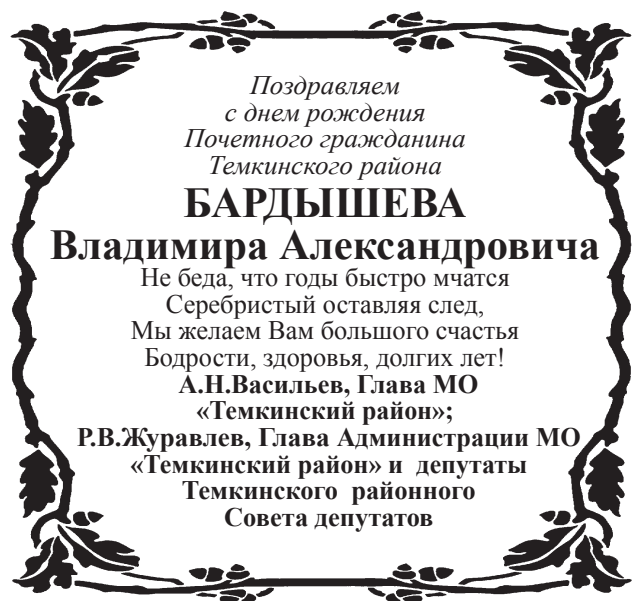 Поздравляем
с днем рождения
Почетного гражданина
Темкинского района
БАРДЫШЕВА
Владимира Александровича
Не беда, что годы быстро мчатся
Серебристый оставляя след,
Мы желаем Вам большого счастья
Бодрости, здоровья, долгих лет!
А.Н.Васильев, Глава МО
«Темкинский район»;
Р.В.Журавлев, Глава Администрации МО
«Темкинский район» и депутаты
Темкинского районного
Совета депутатов